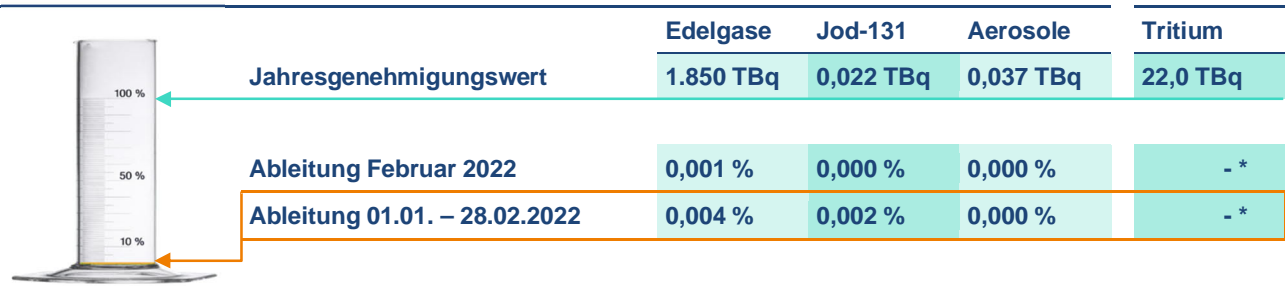 Edelgase Jod-131 Aerosole Tritium
Jahresgenehmigungswert 1.850 TBq 0,022 TBq 0,037 TBq 22,0 TBq
100 %
Ableitung Februar 2022 0,001 % 0,000 % 0,000 % - *
50 %
Ableitung 01.01. – 28.02.2022 0,004 % 0,002 % 0,000 % - *
10 %